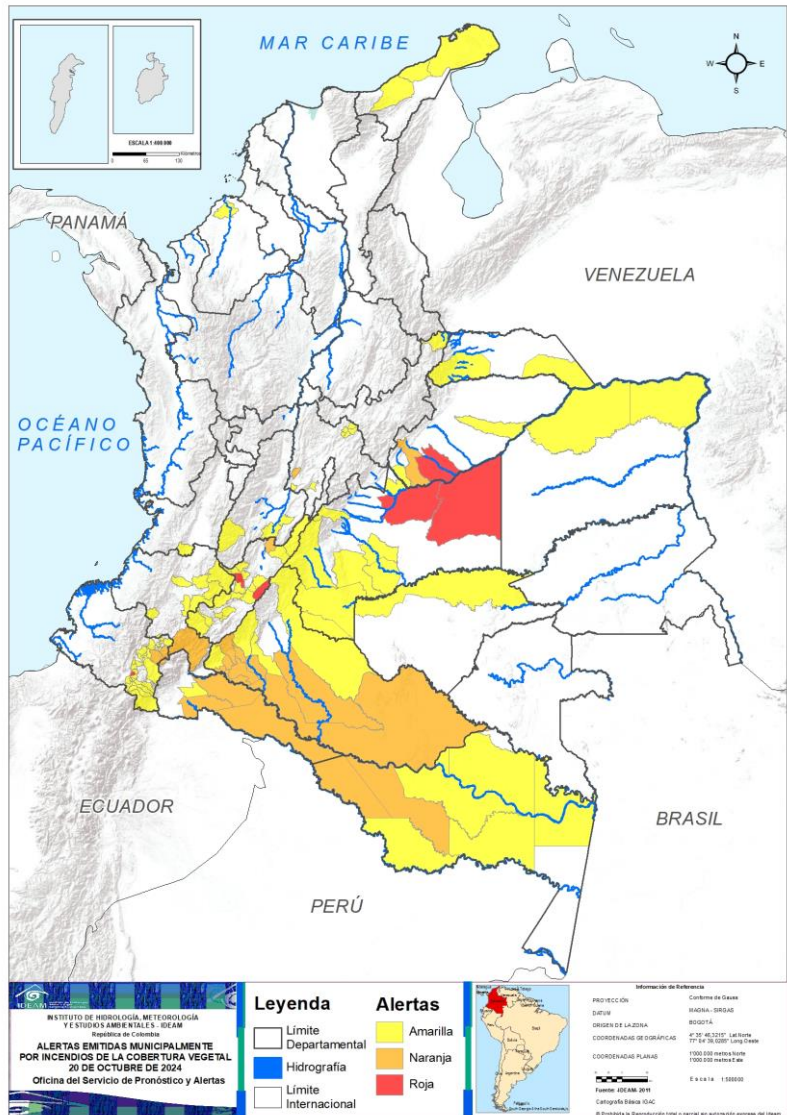 MAR CARIBE
N
W E
S
ESCALA 1:400.000
PANAMÁ
VENEZUELA
OCÉANO
PACÍFICO
ECUADOR
BRASIL
PERÚ
IDEAM
INSTITUTO DE HIDROLOGÍA, METEOROLOGÍA
Y ESTUDIOS AMBIENTALES - IDEAM
República de Colombia
ALERTAS EMITIDAS MUNICIPALMENTE
POR INCENDIOS DE LA COBERTURA VEGETAL
20 DE OCTUBRE DE 2024
Oficina del Servicio de Pronóstico y Alertas
Leyenda
Límite
Departamental
Hidrografía
Límite
Internacional
Alertas
Amarilla
Naranja
Roja
Información de Referencia
PROYECCIÓN Conforme de Gauss
DATUM MAGNA - SIRGAS
ORIGEN DE LA ZONA BOGOTÁ
COORDENADAS GEOGRÁFICAS
COORDENADAS PLANAS 1'000.000 metros Norte
1'000.000 metros Este
Escala
Fuente: IDEAM 2011
Cartografía Básica IGAC